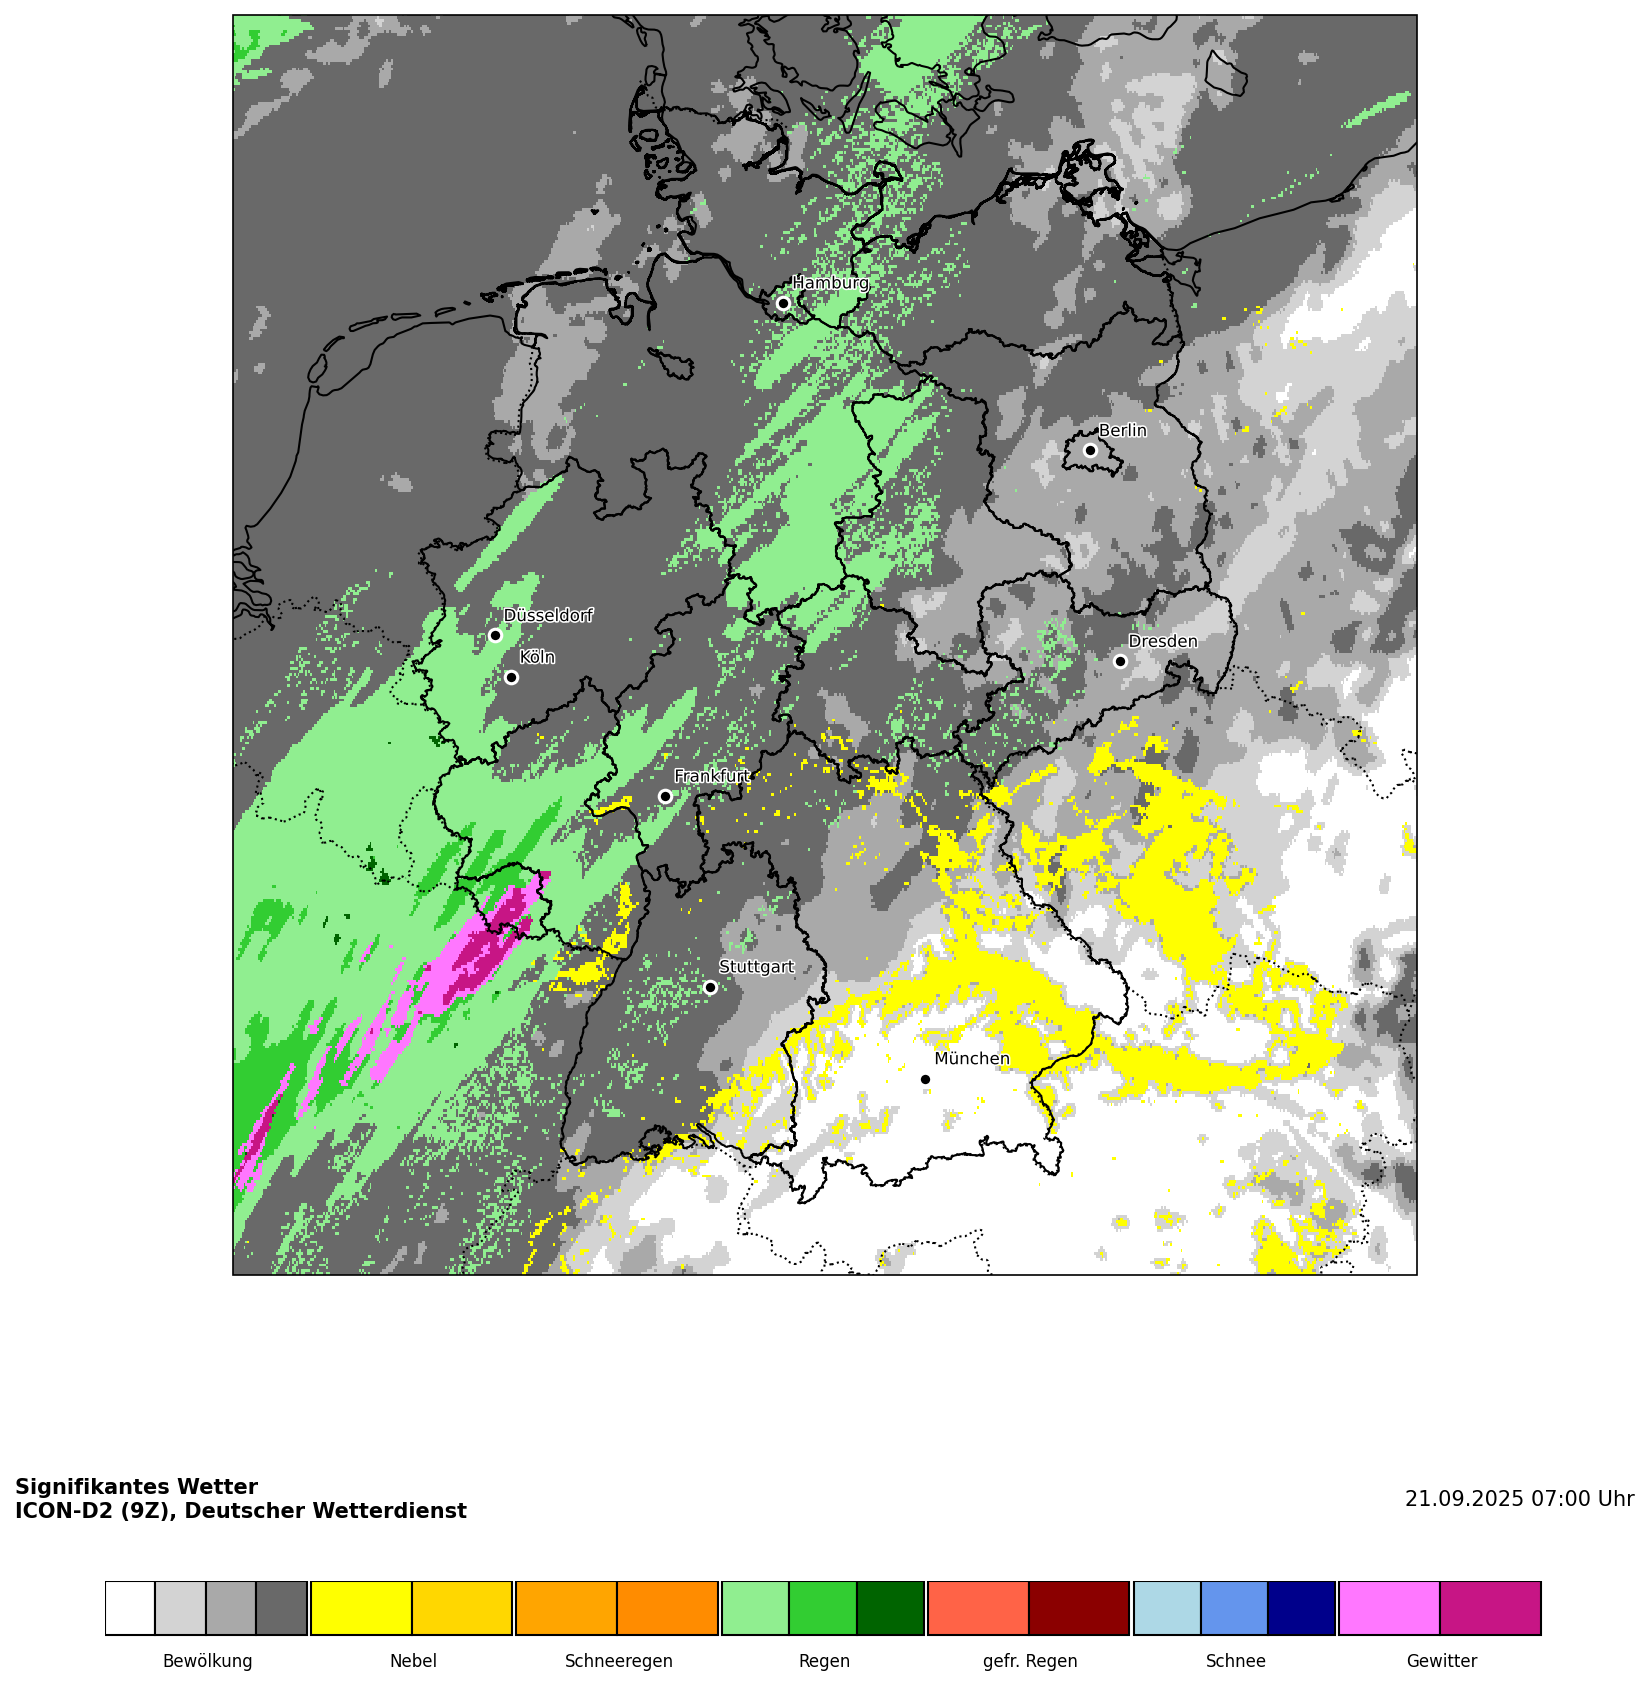 Hamburg
Berlin
Düsseldorf
Köln
Dresden
Frankfurt
Stuttgart
München
Signifikantes Wetter
ICON-D2 (9Z), Deutscher Wetterdienst
21.09.2025 07:00 Uhr
Bewölkung
Nebel
Schneeregen
Regen
gefr. Regen
Schnee
Gewitter